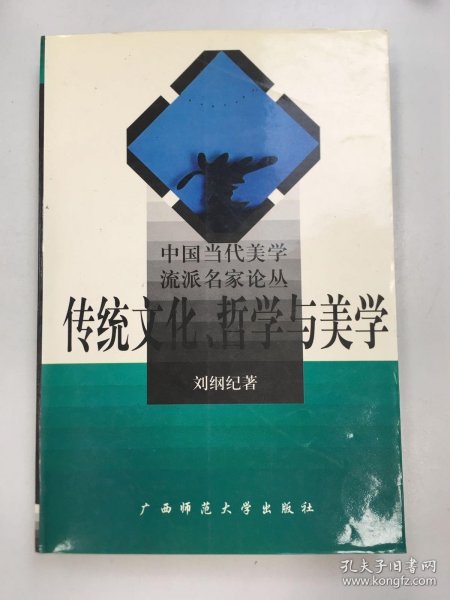 中国当代美学
流派名家论丛
传统文化、哲学与美学
刘纲纪著
广西师范大学出版社
孔夫子旧书网
www.kongfz.com